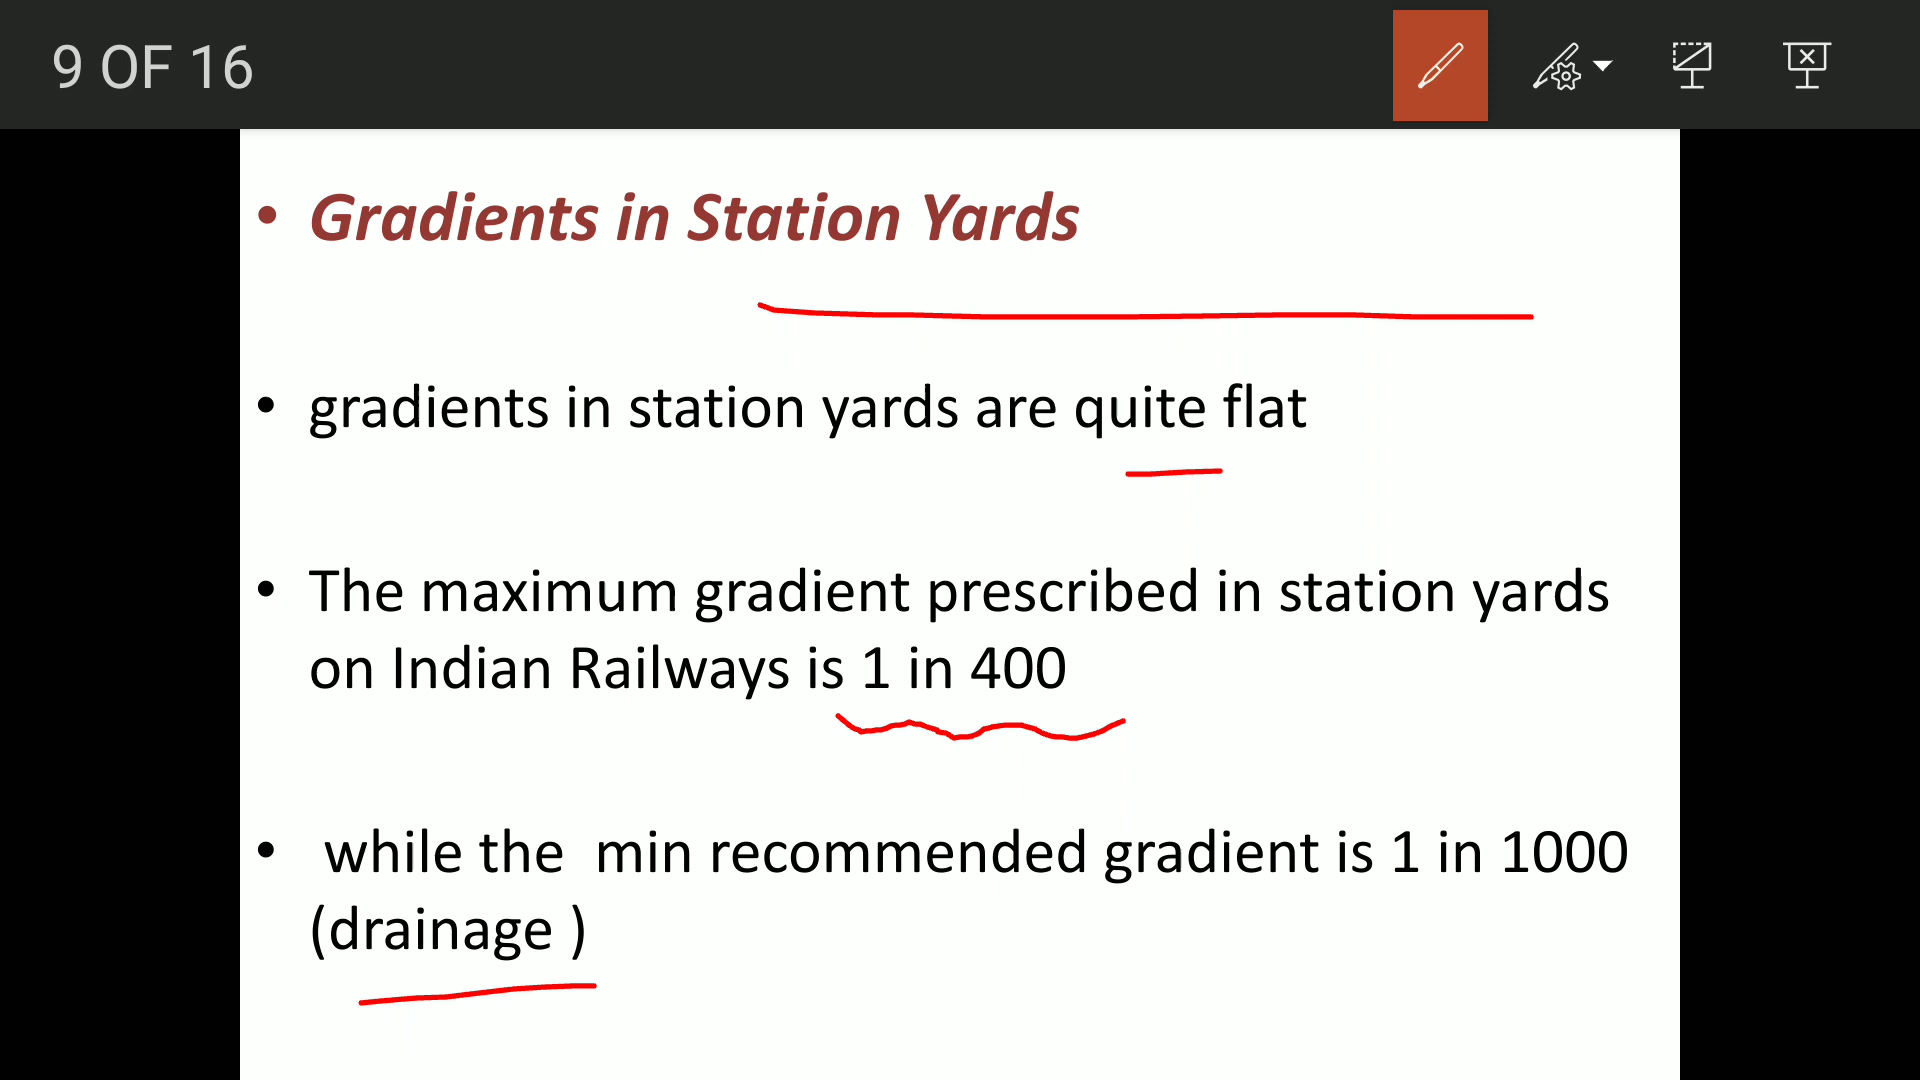 9 OF 16
• Gradients in Station Yards
• gradients in station yards are quite flat
• The maximum gradient prescribed in station yards
on Indian Railways is 1 in 400
• while the min recommended gradient is 1 in 1000
(drainage )